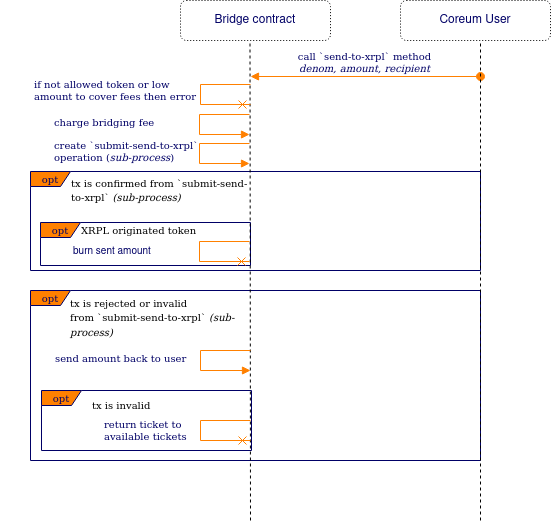 Bridge contract
Coreum User
call `send-to-xrpl` method
denom, amount, recipient
if not allowed token or low
amount to cover fees then error
charge bridging fee
create `submit-send-to-xrpl`
operation (sub-process)
opt
tx is confirmed from `submit-send-
to-xrpl` (sub-process)
opt
XRPL originated token
burn sent amount
opt
tx is rejected or invalid
from `submit-send-to-xrpl` (sub-
process)
send amount back to user
opt
tx is invalid
return ticket to
available tickets